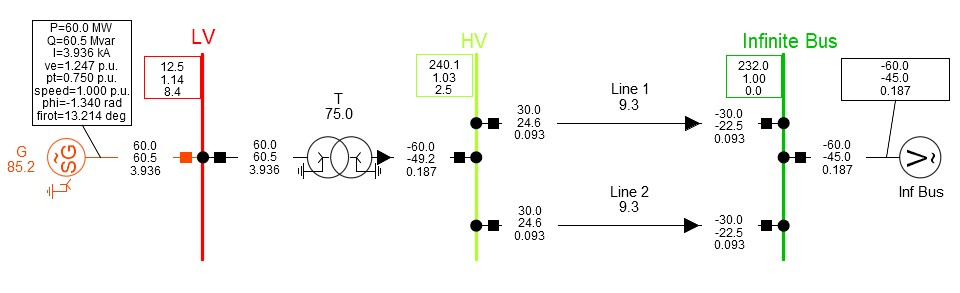 P=60.0 MW
Q=60.5 Mvar
I=3.936 kA
ve=1.247 p.u.
pt=0.750 p.u.
speed=1.000 p.u.
phi=-1.340 rad
firot=13.214 deg
G
85.2
SG
~
60.0
60.5
3.936
LV
12.5
1.14
8.4
60.0
60.5
3.936
T
75.0
-60.0
-49.2
0.187
HV
240.1
1.03
2.5
30.0
24.6
0.093
Line 1
9.3
-30.0
-22.5
0.093
30.0
24.6
0.093
Line 2
9.3
-30.0
-22.5
0.093
Infinite Bus
232.0
1.00
0.0
-60.0
-45.0
0.187
-60.0
-45.0
0.187
V~
Inf Bus